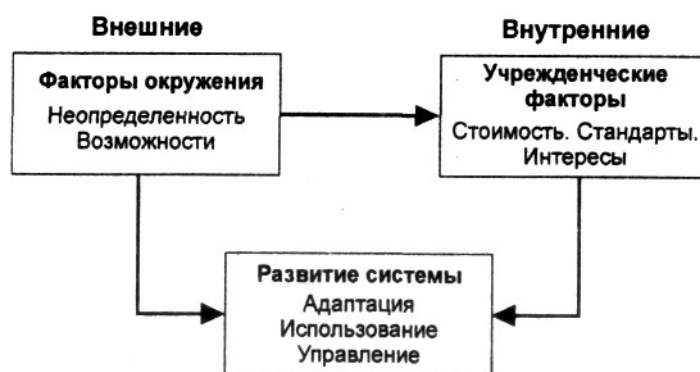 Внешние
Внутренние
Факторы окружения
Неопределенность
Возможности
Учрежденческие
факторы
Стоимость. Стандарты.
Интересы
Развитие системы
Адаптация
Использование
Управление